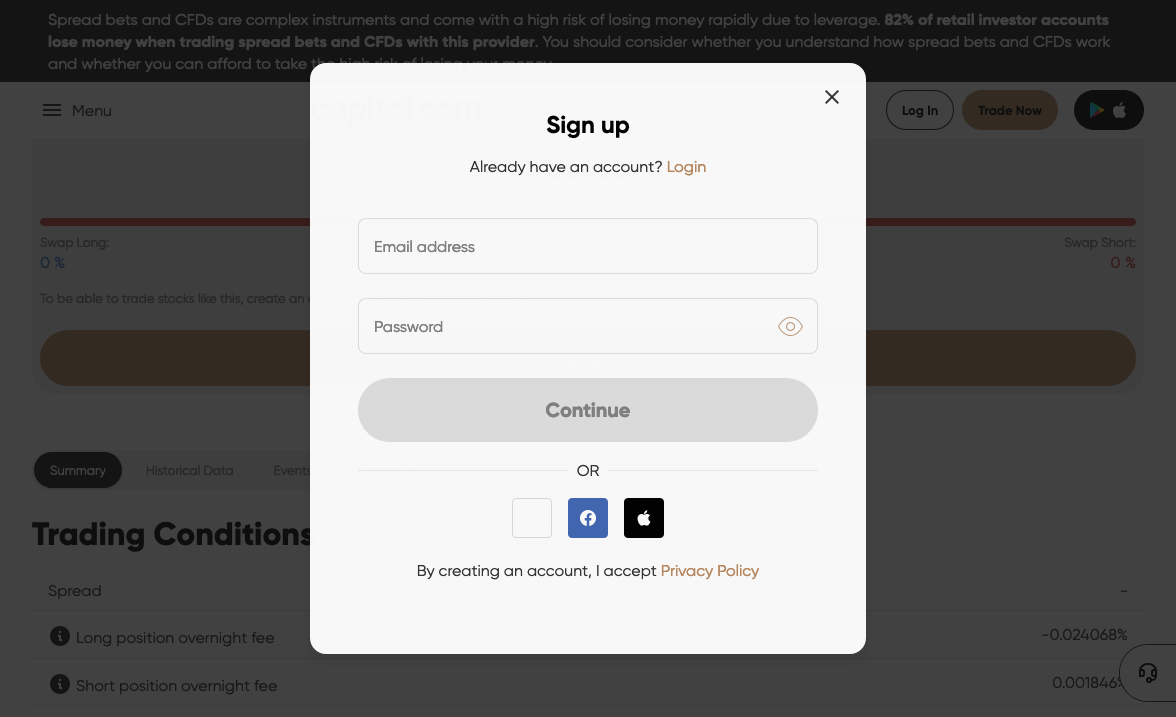 Spread bets and CFDs are complex instruments and come with a high risk of losing money rapidly due to leverage. 82% of retail investor accounts
lose money when trading spread bets and CFDs with this provider. You should consider whether you understand how spread bets and CFDs work
and whether you can afford to take the high risk of losing your money.
Menu
capital.com
Log In
Trade Now
Sign up
Already have an account? Login
Swap Long:
0 %
Swap Short:
0 %
Email address
To be able to trade stocks like this, create an
Password
Continue
OR
Summary
Historical Data
Events
Trading Conditions
By creating an account, I accept Privacy Policy
Spread
-
Long position overnight fee
-0.024068%
Short position overnight fee
0.001846%